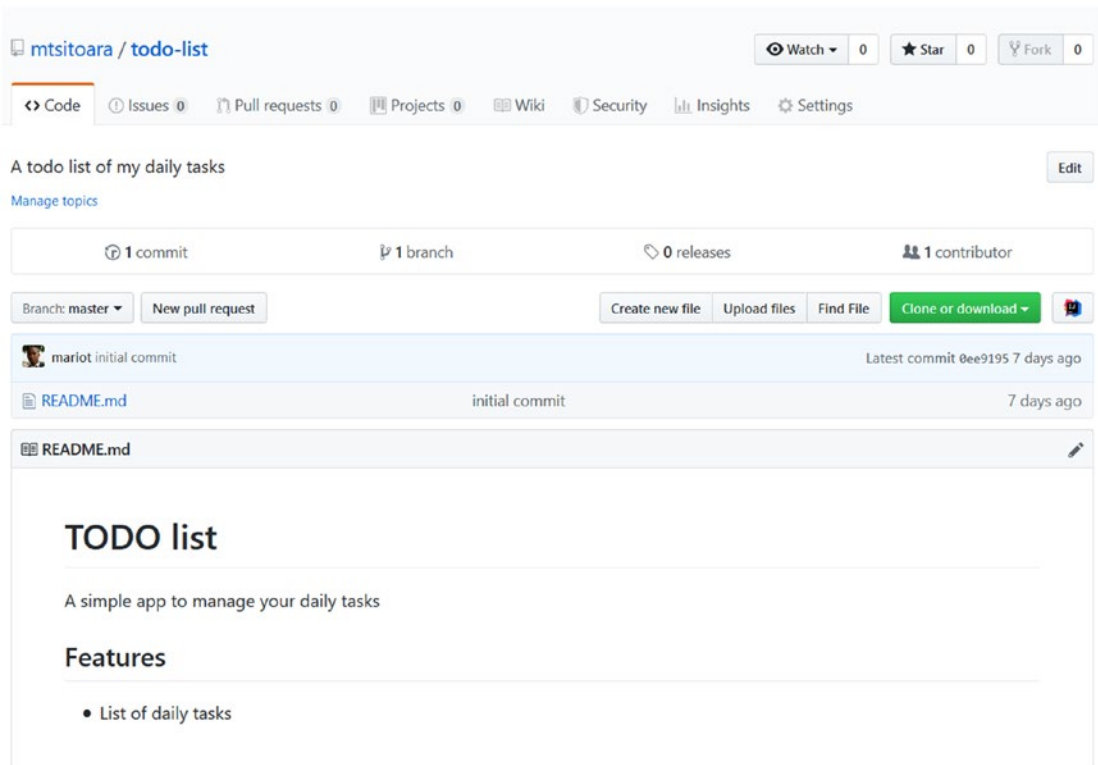 mtsitoara / todo-list
Watch 0 Star 0 Fork 0
Code Issues 0 Pull requests 0 Projects 0 Wiki Security Insights Settings
A todo list of my daily tasks Edit
Manage topics
1 commit 1 branch 0 releases 1 contributor
Branch: master New pull request Create new file Upload files Find File Clone or download
mariot initial commit Latest commit 0ee9195 7 days ago
README.md initial commit 7 days ago
README.md
TODO list
A simple app to manage your daily tasks
Features
• List of daily tasks